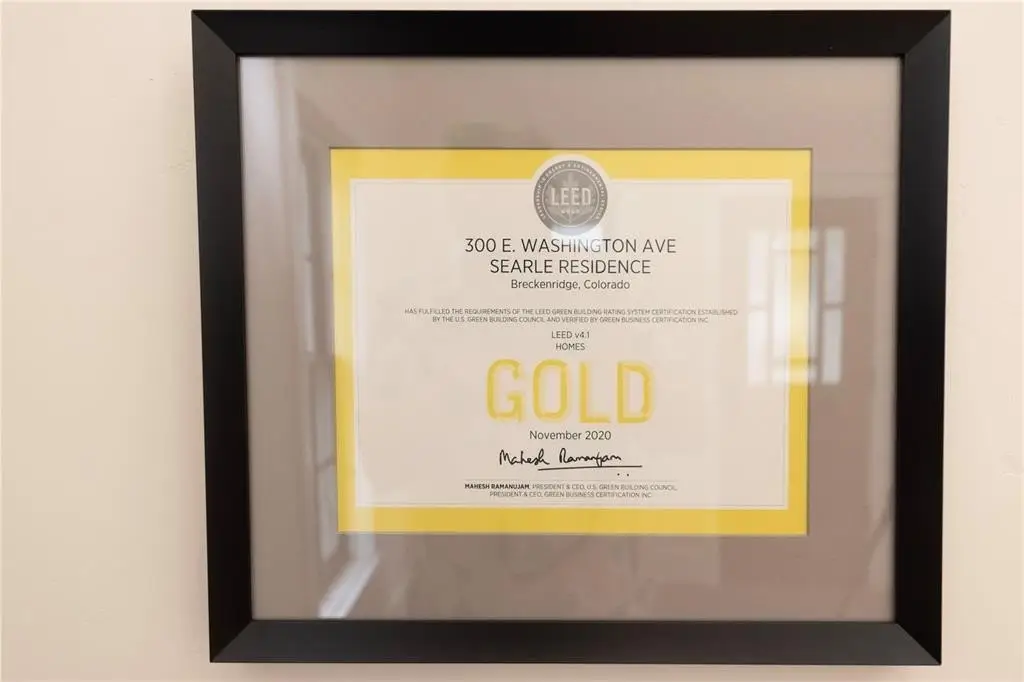 LEED
GOLD
300 E. WASHINGTON AVE
SEARLE RESIDENCE
Breckenridge, Colorado
HAS FULFILLED THE REQUIREMENTS OF THE LEED GREEN BUILDING RATING SYSTEM CERTIFICATION ESTABLISHED
BY THE U.S. GREEN BUILDING COUNCIL AND VERIFIED BY GREEN BUSINESS CERTIFICATION INC.
LEED v4.1
HOMES
GOLD
November 2020
Mahesh Ramanujam
MAHESH RAMANUJAM, PRESIDENT & CEO, U.S. GREEN BUILDING COUNCIL,
PRESIDENT & CEO, GREEN BUSINESS CERTIFICATION INC.